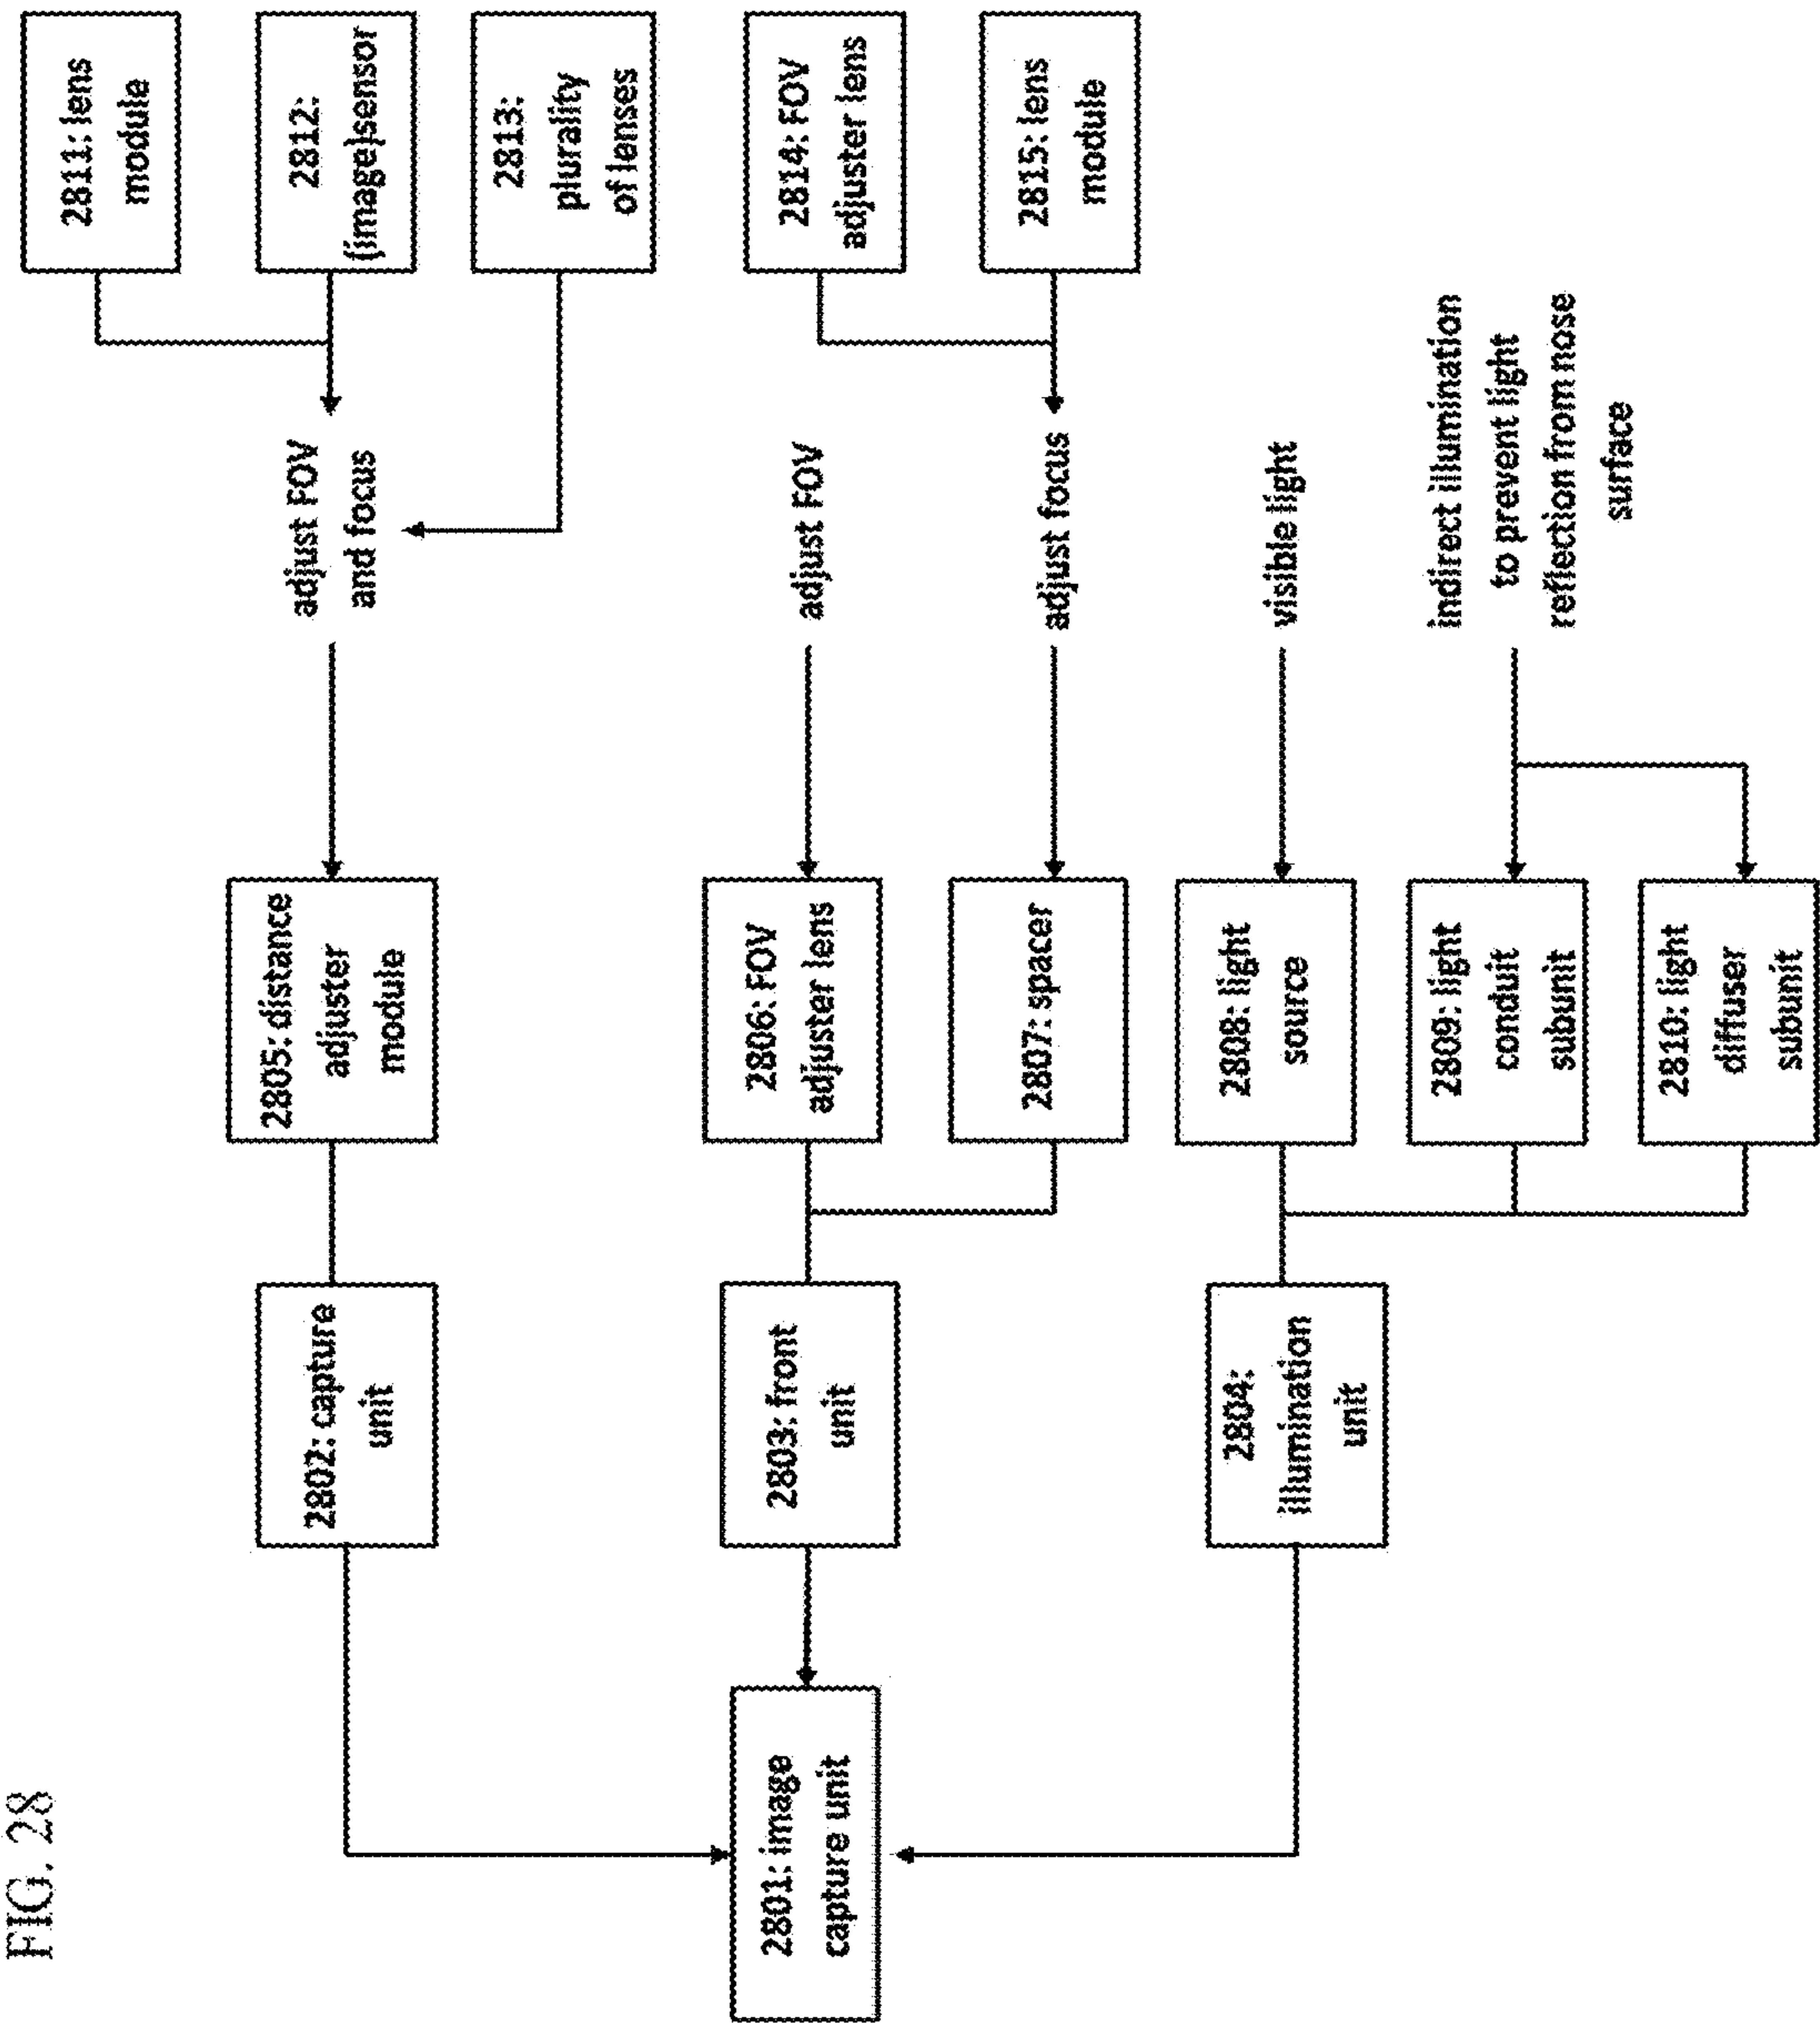 FIG. 28
2801: image
capture unit
2802: capture
unit
2803: front
unit
2804:
illumination
unit
2805: distance
adjuster
module
2806: FOV
adjuster lens
2807: spacer
2808: light
source
2809: light
conduit
subunit
2810: light
diffuser
subunit
adjust FOV
and focus
adjust FOV
adjust focus
visible light
indirect illumination
to prevent light
reflection from nose
surface
2811: lens
module
2812:
(image)sensor
2813:
plurality
of lenses
2814: FOV
adjuster lens
2815: lens
module